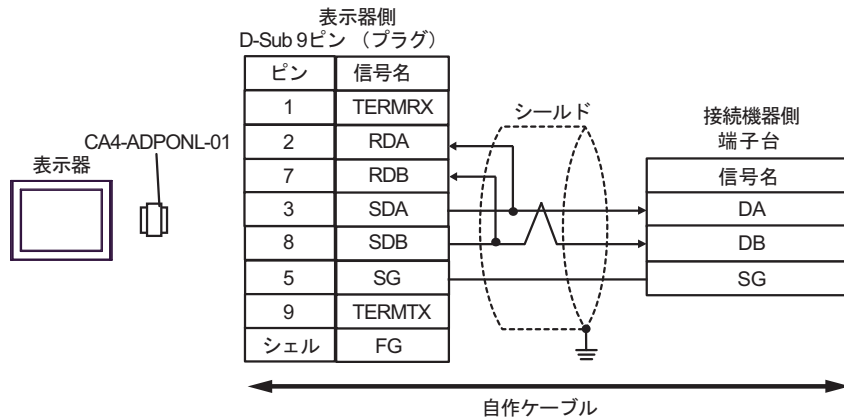 表示器側
D-Sub 9ピン （プラグ）
ピン 信号名
1 TERMRX
2 RDA
7 RDB
3 SDA
8 SDB
5 SG
9 TERMTX
シェル FG
CA4-ADPONL-01
表示器
シールド
接続機器側
端子台
信号名
DA
DB
SG
自作ケーブル